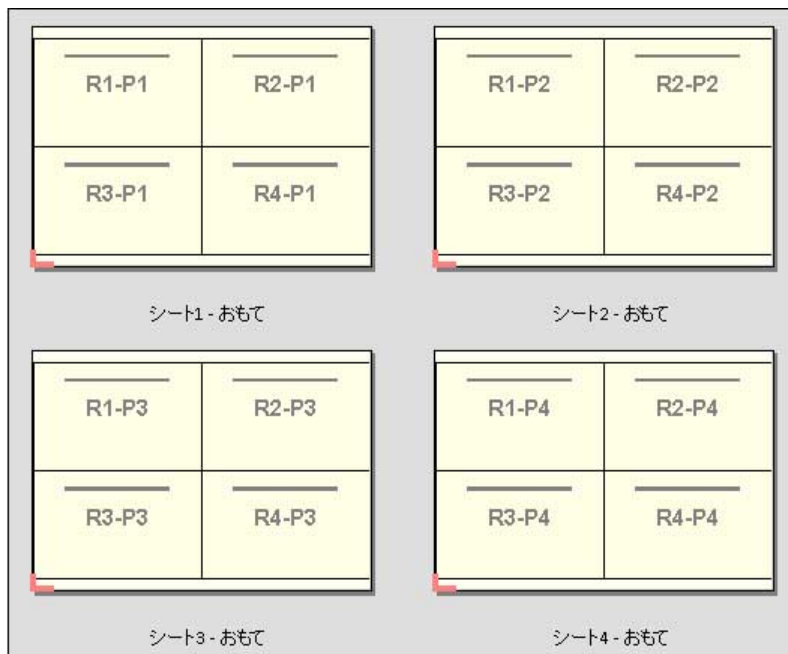 R1-P1 R2-P1
R3-P1 R4-P1
シート1 - おもて
R1-P2 R2-P2
R3-P2 R4-P2
シート2 - おもて
R1-P3 R2-P3
R3-P3 R4-P3
シート3 - おもて
R1-P4 R2-P4
R3-P4 R4-P4
シート4 - おもて